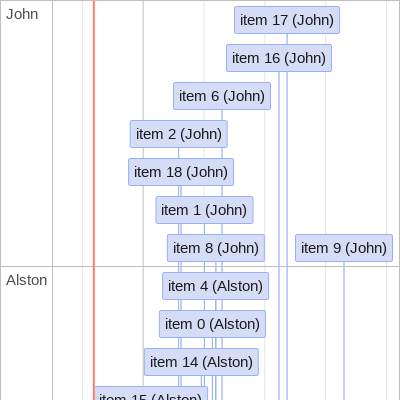 John
item 17 (John)
item 16 (John)
item 6 (John)
item 2 (John)
item 18 (John)
item 1 (John)
item 8 (John)
item 9 (John)
Alston
item 4 (Alston)
item 0 (Alston)
item 14 (Alston)
item 15 (Alston)